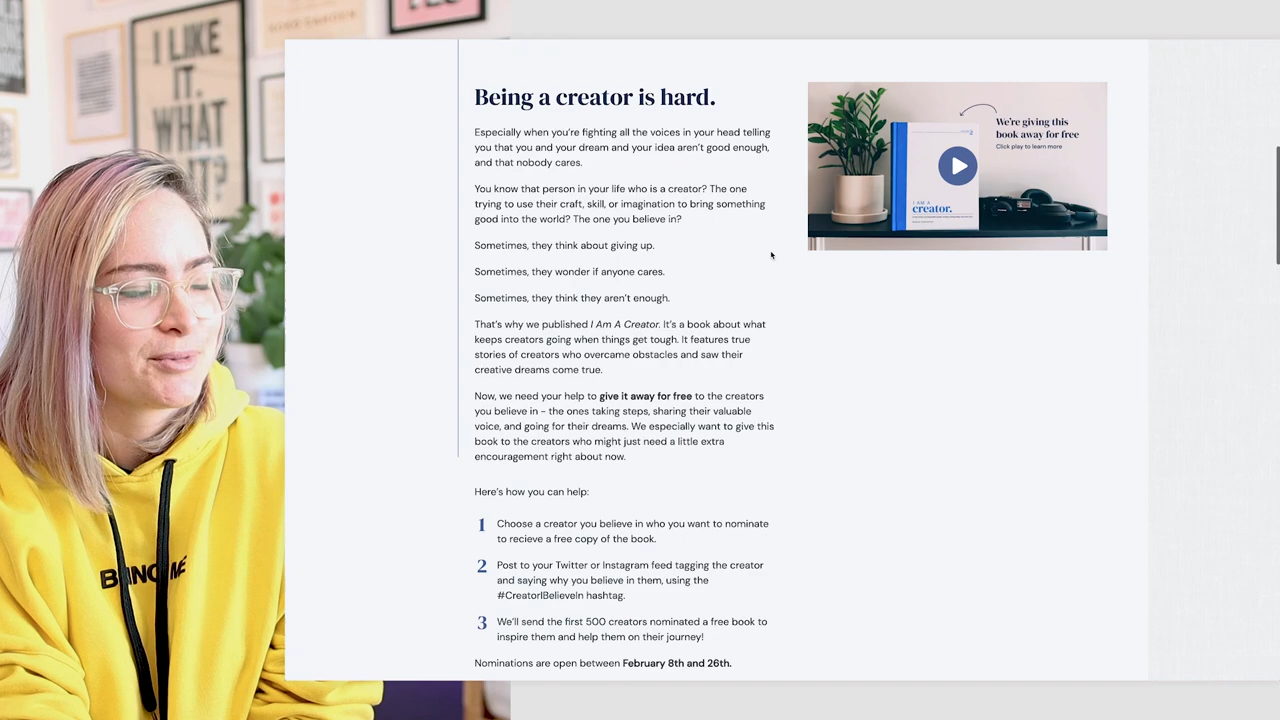 I LIKE
IT.
WHAT
IS
IT?
Being a creator is hard.
Especially when you're fighting all the voices in your head telling
you that you and your dream and your idea aren't good enough,
and that nobody cares.
You know that person in your life who is a creator? The one
trying to use their craft, skill, or imagination to bring something
good into the world? The one you believe in?
Sometimes, they think about giving up.
Sometimes, they wonder if anyone cares.
Sometimes, they think they aren't enough.
That's why we published I Am A Creator. It's a book about what
keeps creators going when things get tough. It features true
stories of creators who overcame obstacles and saw their
creative dreams come true.
Now, we need your help to give it away for free to the creators
you believe in - the ones taking steps, sharing their valuable
voice, and going for their dreams. We especially want to give this
book to the creators who might just need a little extra
encouragement right about now.
Here's how you can help:
1 Choose a creator you believe in who you want to nominate
to recieve a free copy of the book.
2 Post to your Twitter or Instagram feed tagging the creator
and saying why you believe in them, using the
#CreatorIBelieveIn hashtag.
3 We'll send the first 500 creators nominated a free book to
inspire them and help them on their journey!
Nominations are open between February 8th and 26th.
We're giving this
book away for free
Click play to learn more
I AM A
creator.